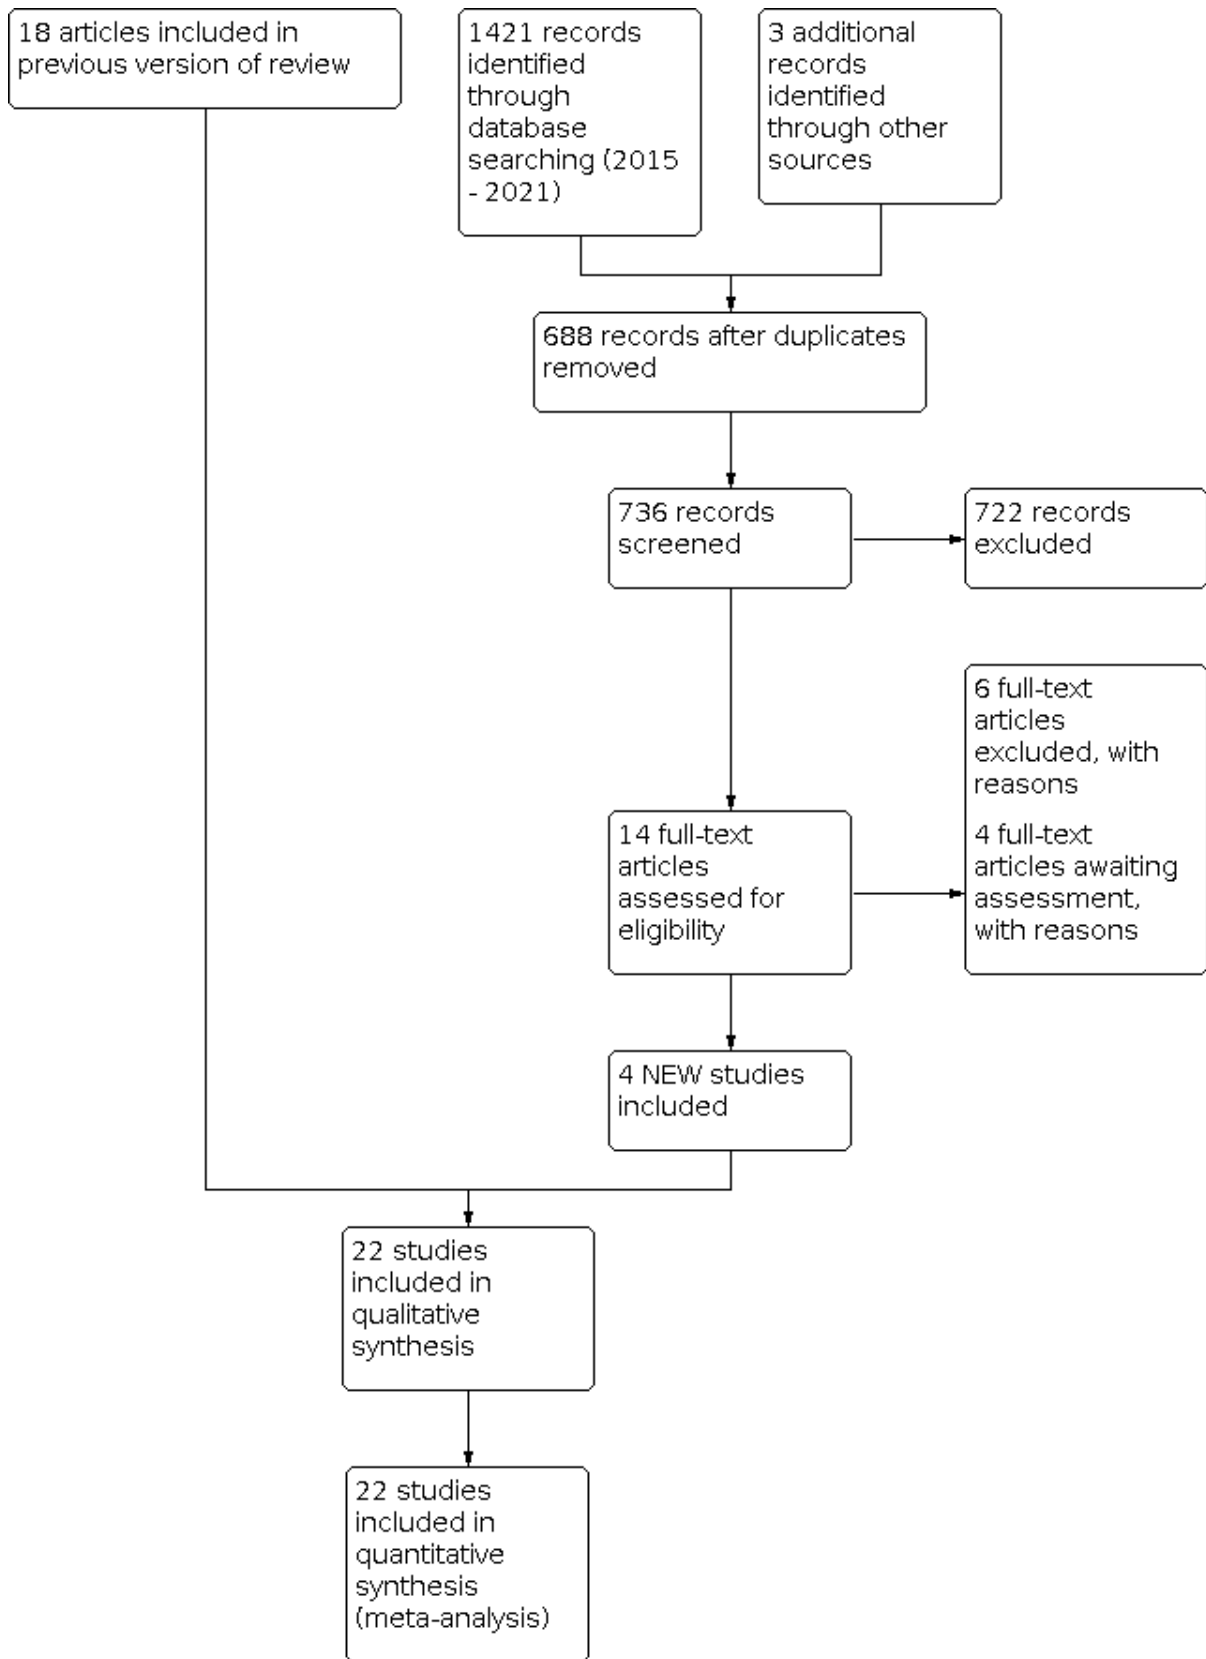 18 articles included in
previous version of review
1421 records
identified
through
database
searching (2015
- 2021)
3 additional
records
identified
through other
sources
688 records after duplicates
removed
736 records
screened
722 records
excluded
6 full-text
articles
excluded, with
reasons
4 full-text
articles awaiting
assessment,
with reasons
14 full-text
articles
assessed for
eligibility
4 NEW studies
included
22 studies
included in
qualitative
synthesis
22 studies
included in
quantitative
synthesis
(meta-analysis)